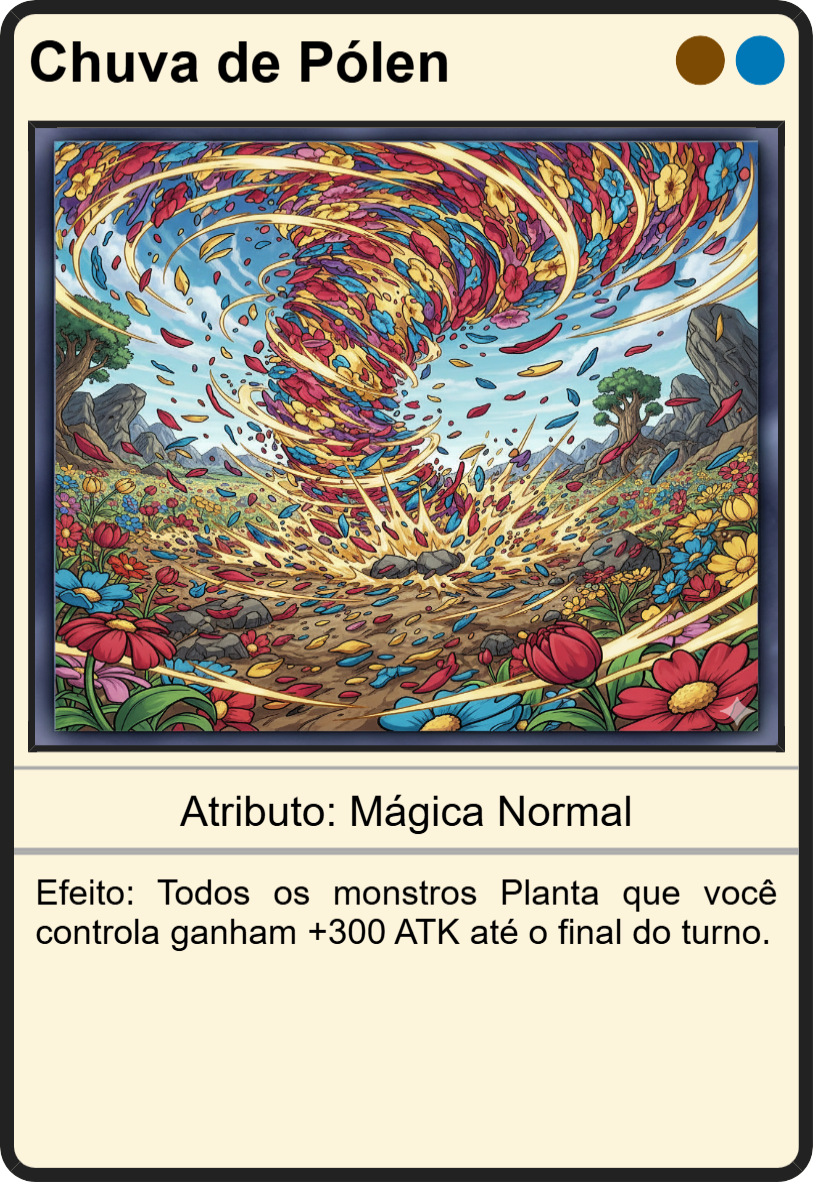 Chuva de Pólen
Atributo: Mágica Normal
Efeito: Todos os monstros Planta que você
controla ganham +300 ATK até o final do turno.